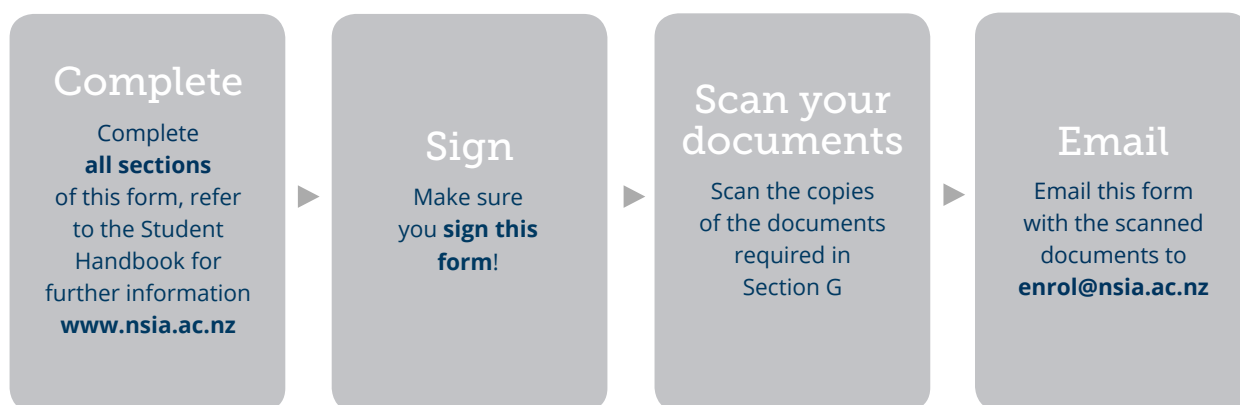 Complete
Complete
all sections
of this form, refer
to the Student
Handbook for
further information
www.nsia.ac.nz
Sign
Make sure
you sign this
form!
Scan your
documents
Scan the copies
of the documents
required in
Section G
Email
Email this form
with the scanned
documents to
enrol@nsia.ac.nz